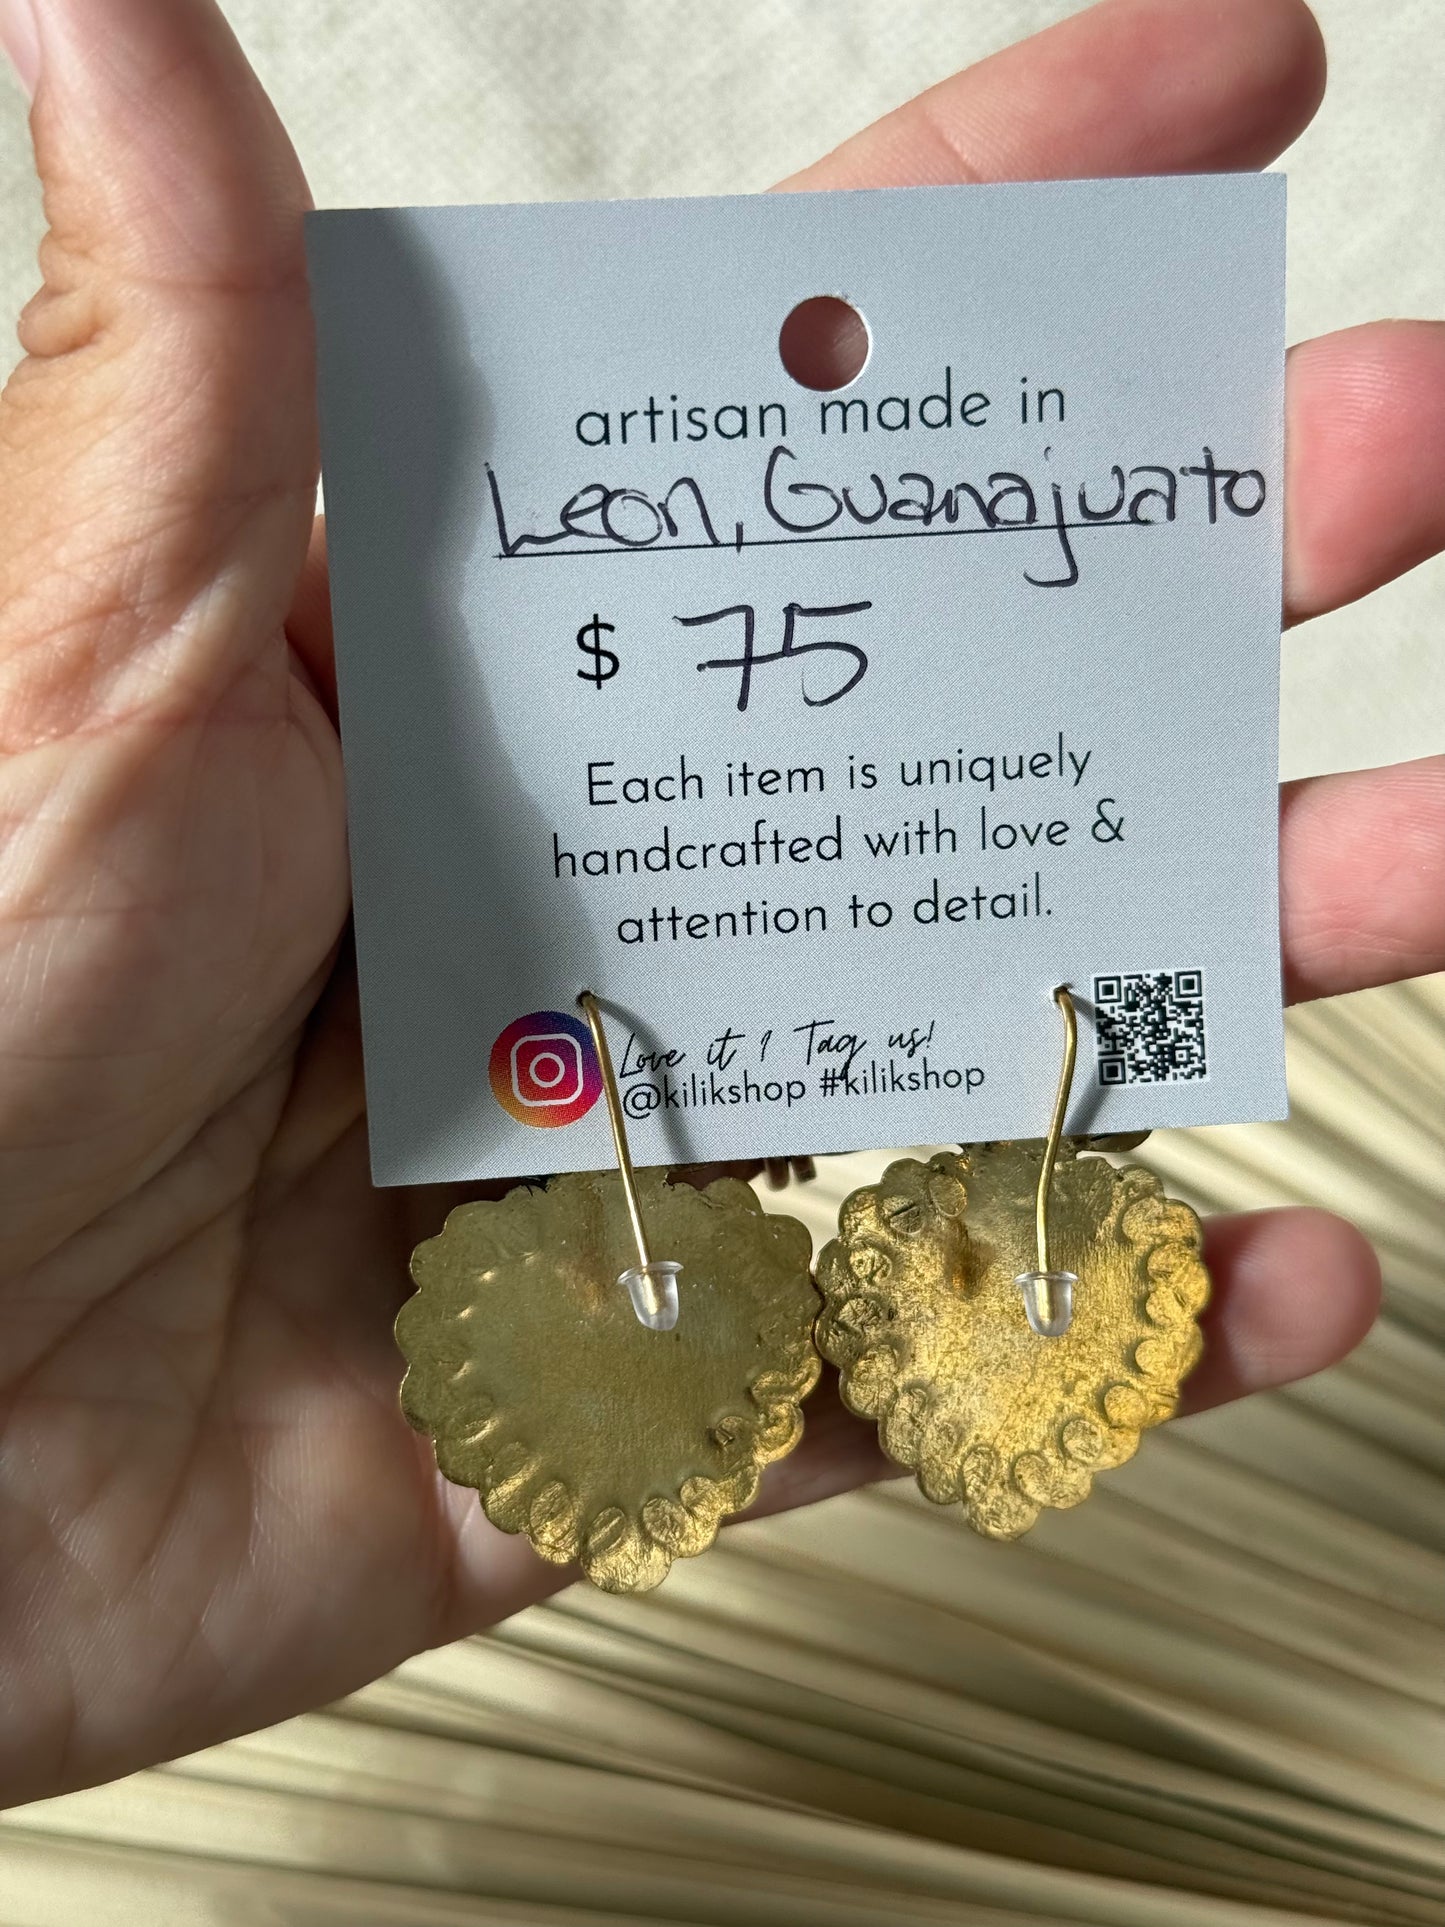 artisan made in
Leon, Guanajuato
$ 75
Each item is uniquely
handcrafted with love &
attention to detail.
Love it? Tag us!
@kilikshop #kilikshop